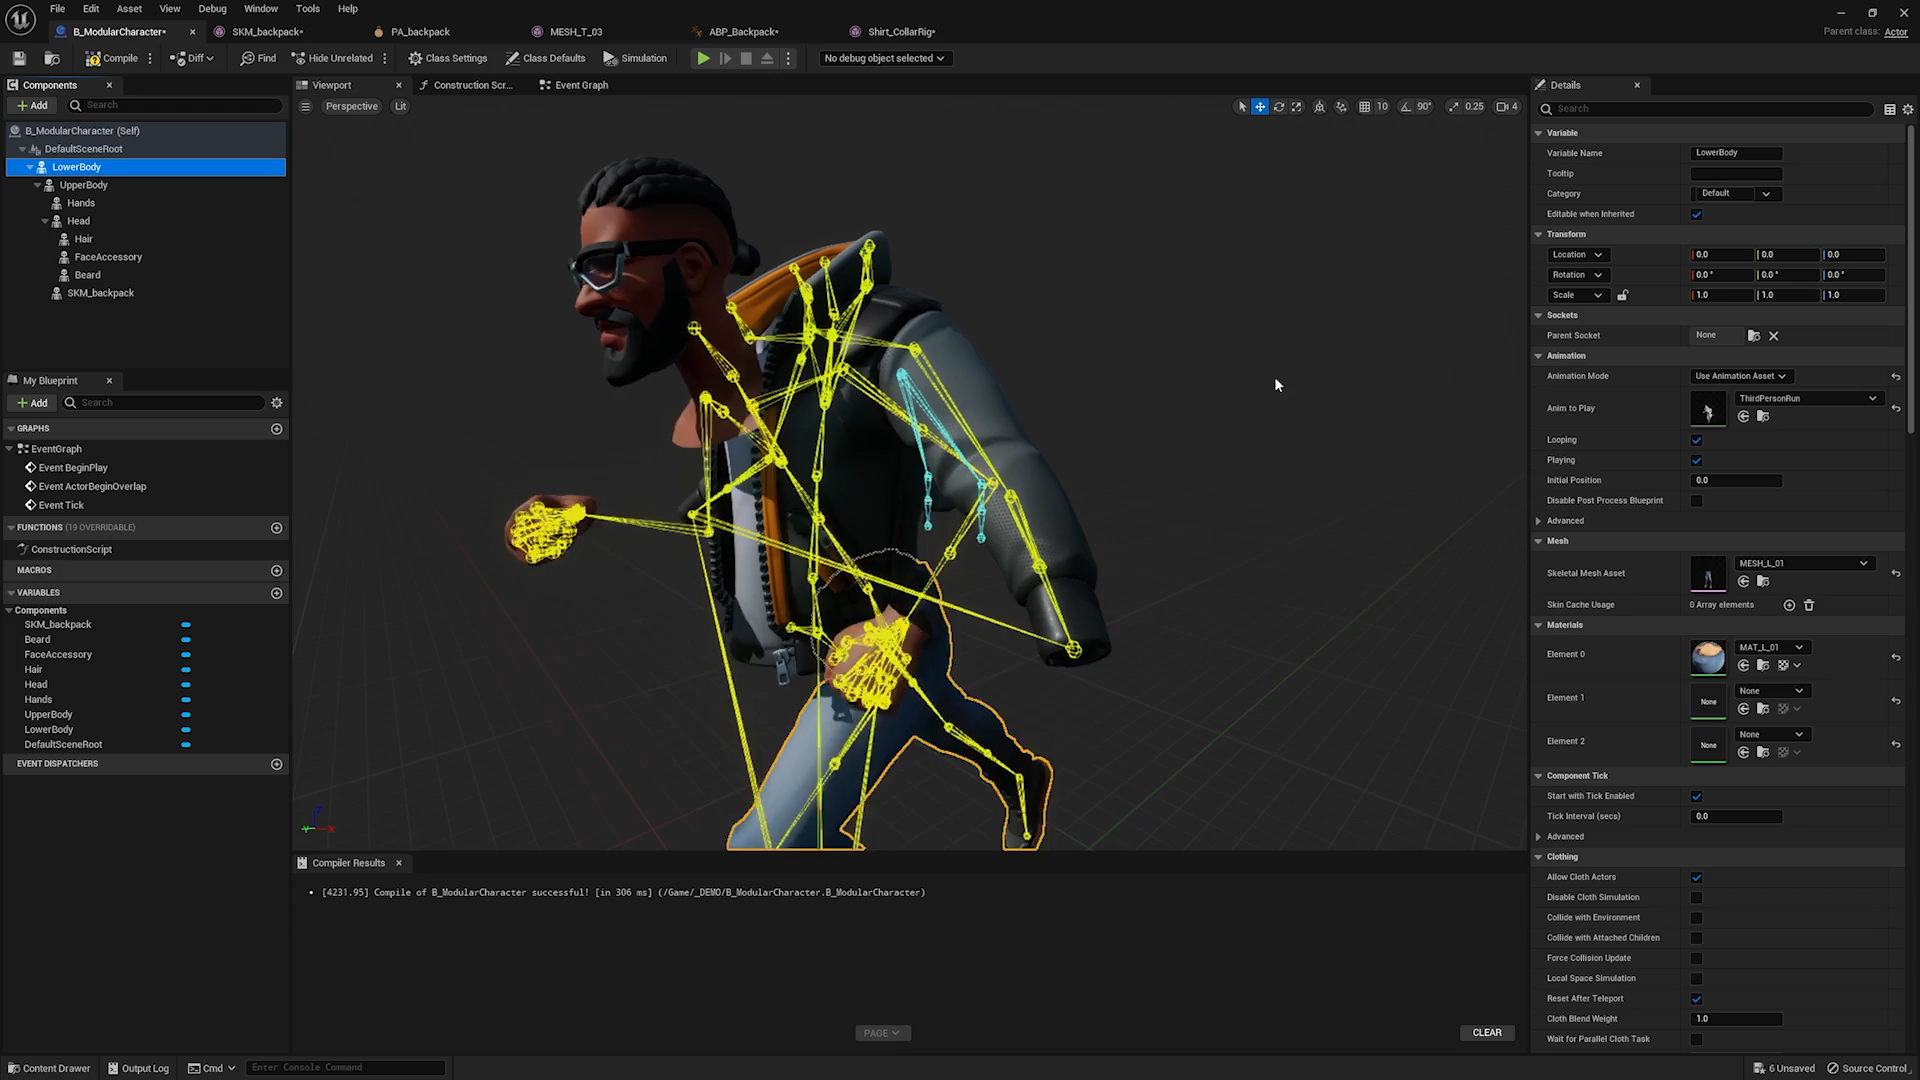 File Edit Asset View Debug Window Tools Help
B_ModularCharacter* SKM_backpack* PA_backpack MESH_T_03 ABP_Backpack* Shirt_CollarRig* Parent class: Actor
Compile Diff Find Hide Unrelated Class Settings Class Defaults Simulation No debug object selected
Components
Add Search
B_ModularCharacter (Self)
DefaultSceneRoot
LowerBody
UpperBody
Hands
Head
Hair
FaceAccessory
Beard
SKM_backpack
My Blueprint
Add Search
GRAPHS
EventGraph
Event BeginPlay
Event ActorBeginOverlap
Event Tick
FUNCTIONS (19 OVERRIDABLE)
ConstructionScript
MACROS
VARIABLES
Components
SKM_backpack
Beard
FaceAccessory
Hair
Head
Hands
UpperBody
LowerBody
DefaultSceneRoot
EVENT DISPATCHERS
Viewport Construction Scr... Event Graph
Perspective Lit 10 90° 0.25 4
Compiler Results
[4231.95] Compile of B_ModularCharacter successful! [in 306 ms] (/Game/_DEMO/B_ModularCharacter.B_ModularCharacter)
PAGE CLEAR
Details
Search
Variable
Variable Name LowerBody
Tooltip
Category Default
Editable when Inherited
Transform
Location 0.0 0.0 0.0
Rotation 0.0 ° 0.0 ° 0.0 °
Scale 1.0 1.0 1.0
Sockets
Parent Socket None
Animation
Animation Mode Use Animation Asset
Anim to Play ThirdPersonRun
Looping
Playing
Initial Position 0.0
Disable Post Process Blueprint
Advanced
Mesh
Skeletal Mesh Asset MESH_L_01
Skin Cache Usage 0 Array elements
Materials
Element 0 MAT_L_01
Element 1 None None
Element 2 None None
Component Tick
Start with Tick Enabled
Tick Interval (secs) 0.0
Advanced
Clothing
Allow Cloth Actors
Disable Cloth Simulation
Collide with Environment
Collide with Attached Children
Force Collision Update
Local Space Simulation
Reset After Teleport
Cloth Blend Weight 1.0
Wait for Parallel Cloth Task
Content Drawer Output Log Cmd Enter Console Command 6 Unsaved Source Control